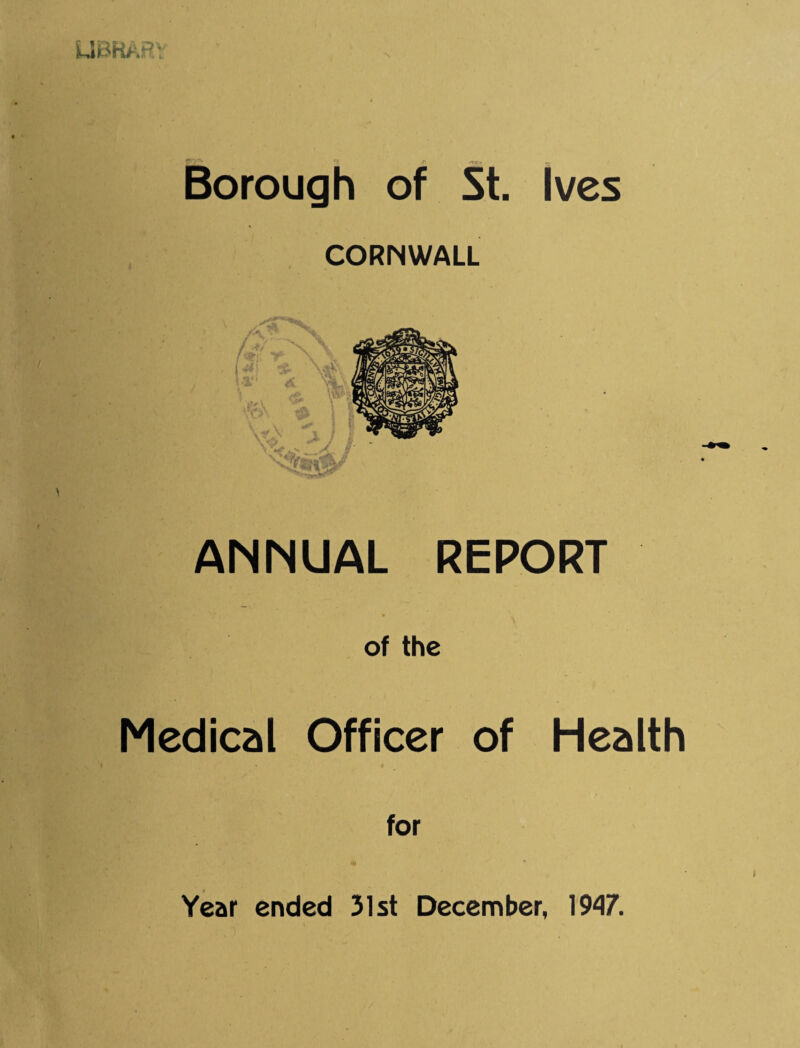 LIBRARY
Borough of St. Ives
CORNWALL
ANNUAL REPORT
of the
Medical Officer of Health
for
Year ended 31st December, 1947.